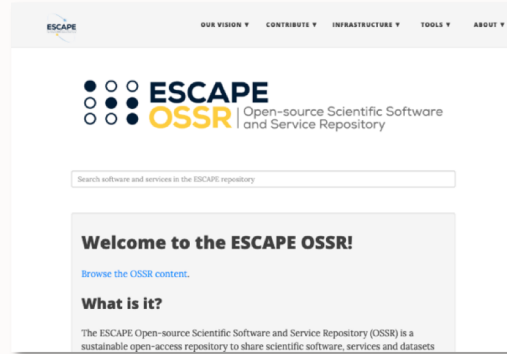 ESCAPE
OUR VISION ▼ CONTRIBUTE ▼ INFRASTRUCTURE ▼ TOOLS ▼ ABOUT ▼
ESCAPE
OSSR | Open-source Scientific Software
and Service Repository
Search software and services in the ESCAPE repository
Welcome to the ESCAPE OSSR!
Browse the OSSR content.
What is it?
The ESCAPE Open-source Scientific Software and Service Repository (OSSR) is a
sustainable open-access repository to share scientific software, services and datasets